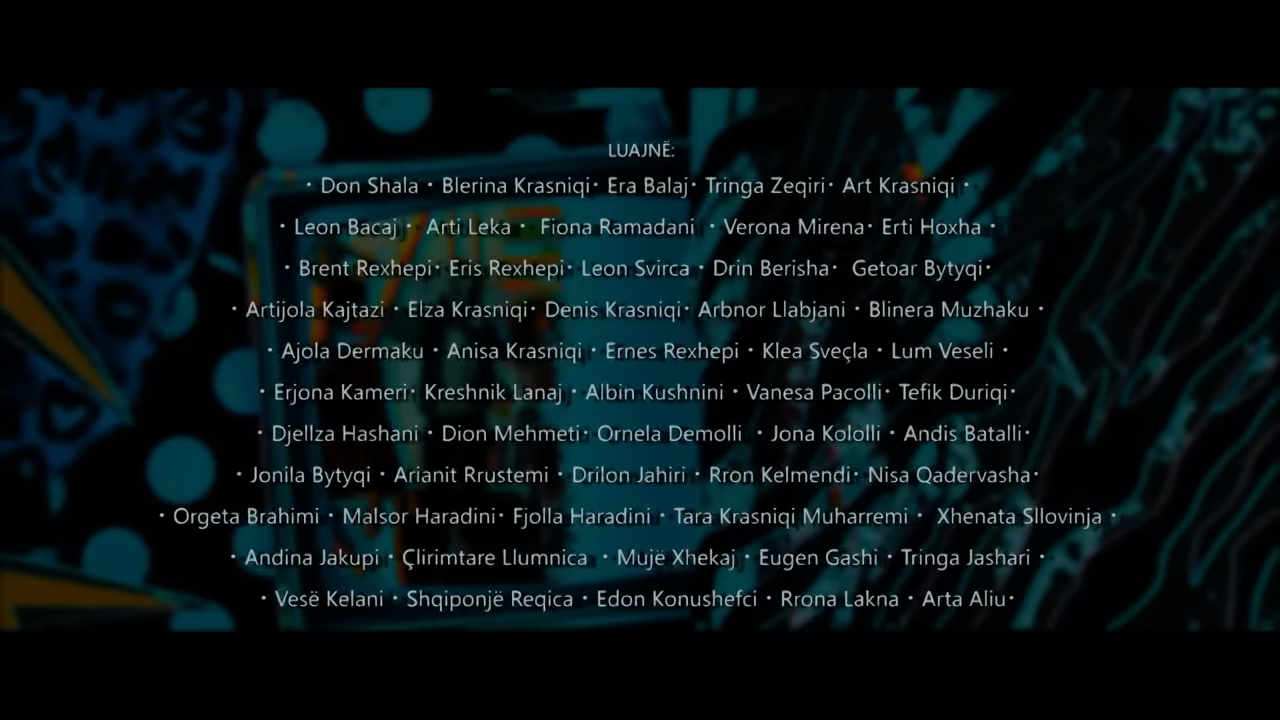 LUAJNË:
· Don Shala · Blerina Krasniqi· Era Balaj· Tringa Zeqiri· Art Krasniqi ·
· Leon Bacaj · Arti Leka · Fiona Ramadani · Verona Mirena· Erti Hoxha ·
· Brent Rexhepi· Eris Rexhepi· Leon Svirca · Drin Berisha· Getoar Bytyqi·
· Artijola Kajtazi · Elza Krasniqi· Denis Krasniqi· Arbnor Llabjani · Blinera Muzhaku ·
· Ajola Dermaku · Anisa Krasniqi · Ernes Rexhepi · Klea Sveçla · Lum Veseli ·
· Erjona Kameri· Kreshnik Lanaj · Albin Kushnini · Vanesa Pacolli· Tefik Duriqi·
· Djellza Hashani · Dion Mehmeti· Ornela Demolli · Jona Kololli · Andis Batalli·
· Jonila Bytyqi · Arianit Rrustemi · Drilon Jahiri · Rron Kelmendi· Nisa Qadervasha·
· Orgeta Brahimi · Malsor Haradini· Fjolla Haradini · Tara Krasniqi Muharremi · Xhenata Sllovinja ·
· Andina Jakupi · Çlirimtare Llumnica · Mujë Xhekaj · Eugen Gashi · Tringa Jashari ·
· Vesë Kelani · Shqiponjë Reqica · Edon Konushefci · Rrona Lakna · Arta Aliu·